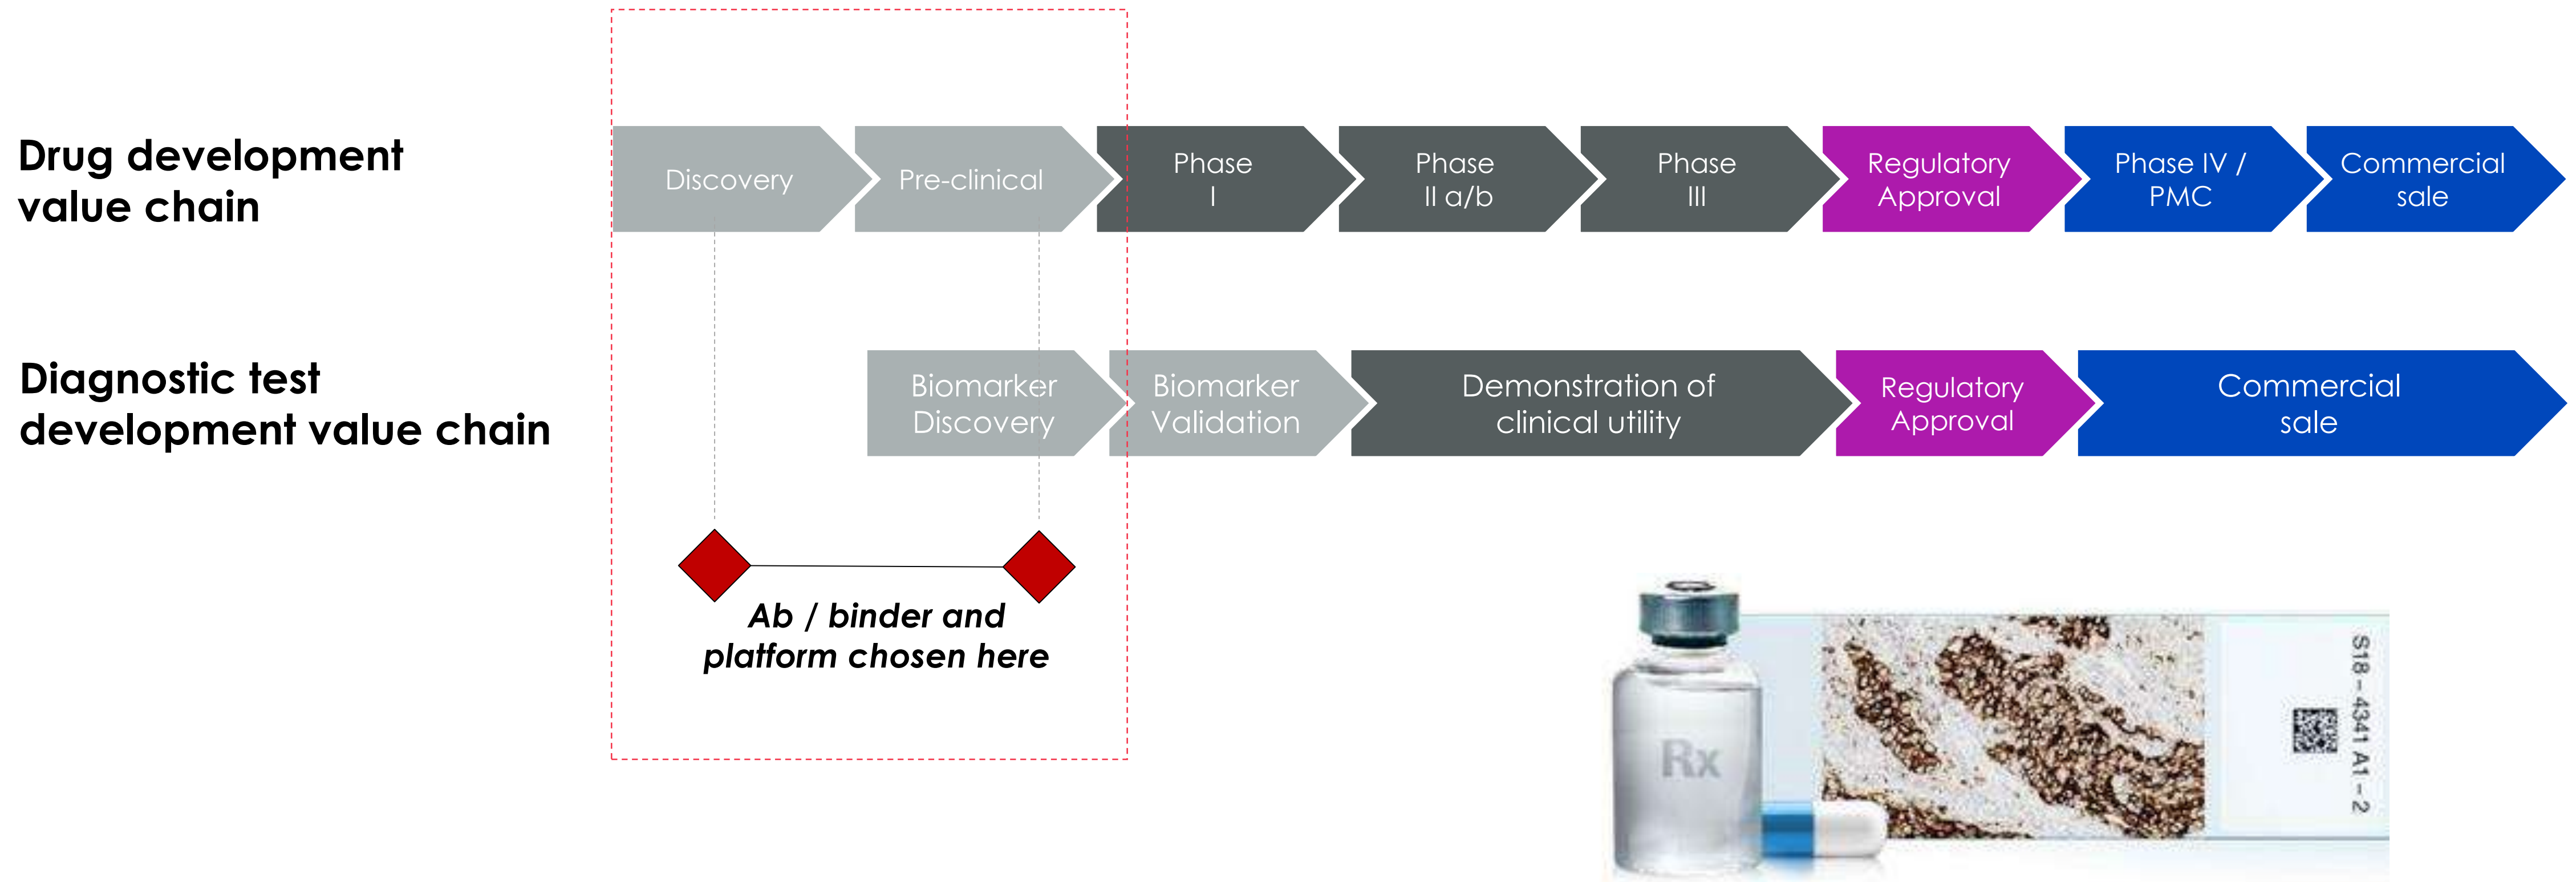 Drug development
value chain
Discovery
Pre-clinical
Phase
I
Phase
II a/b
Phase
III
Regulatory
Approval
Phase IV /
PMC
Commercial
sale
Diagnostic test
development value chain
Biomarker
Discovery
Biomarker
Validation
Demonstration of
clinical utility
Regulatory
Approval
Commercial
sale
Ab / binder and
platform chosen here
Rx
S18 – 4341 A1 – 2